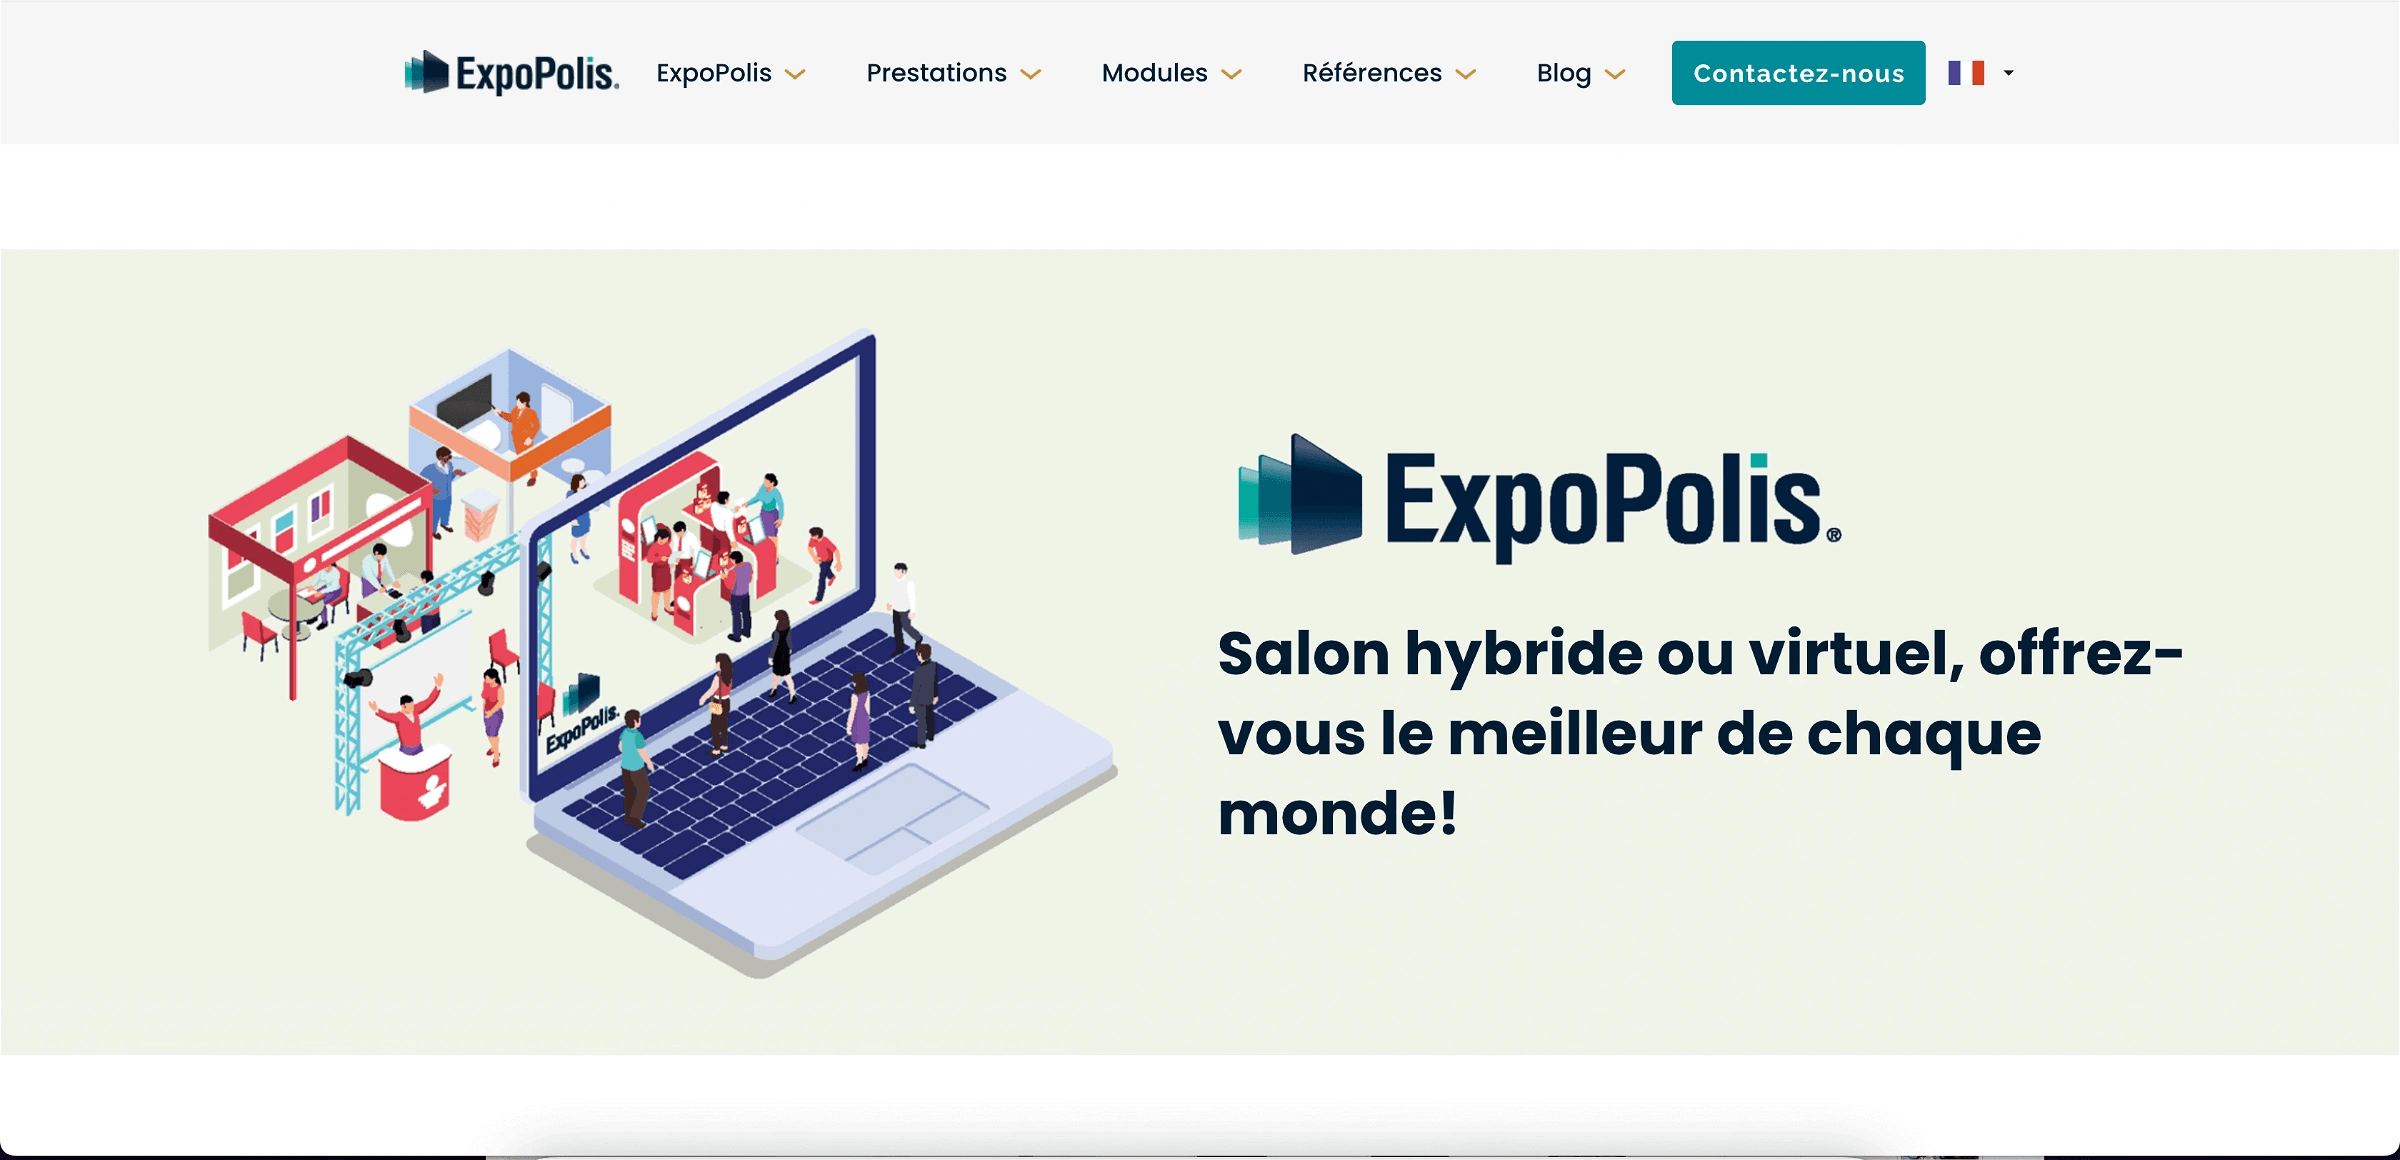 ExpoPolis.
ExpoPolis
Prestations
Modules
Références
Blog
Contactez-nous
ExpoPolis®
Salon hybride ou virtuel, offrez-
vous le meilleur de chaque
monde!
ExpoPolis.